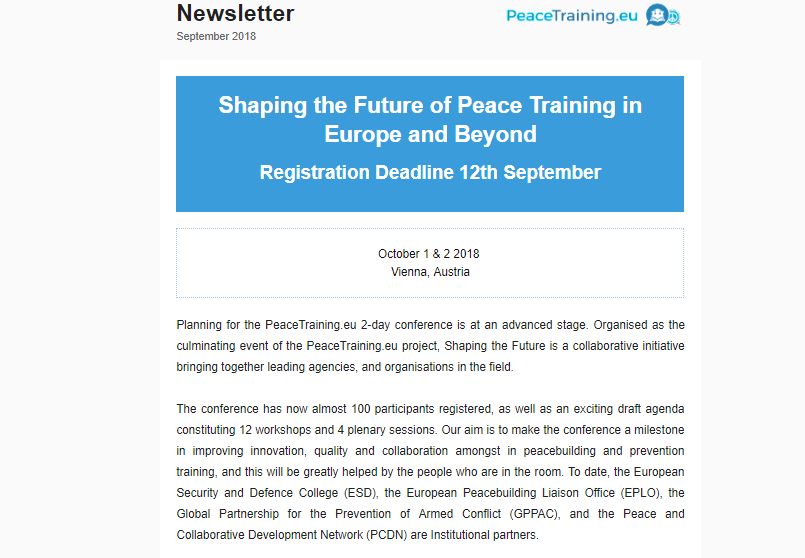 Newsletter
PeaceTraining.eu
September 2018
Shaping the Future of Peace Training in
Europe and Beyond
Registration Deadline 12th September
October 1 & 2 2018
Vienna, Austria
Planning for the PeaceTraining.eu 2-day conference is at an advanced stage. Organised as the
culminating event of the PeaceTraining.eu project, Shaping the Future is a collaborative initiative
bringing together leading agencies, and organisations in the field.
The conference has now almost 100 participants registered, as well as an exciting draft agenda
constituting 12 workshops and 4 plenary sessions. Our aim is to make the conference a milestone
in improving innovation, quality and collaboration amongst in peacebuilding and prevention
training, and this will be greatly helped by the people who are in the room. To date, the European
Security and Defence College (ESD), the European Peacebuilding Liaison Office (EPLO), the
Global Partnership for the Prevention of Armed Conflict (GPPAC), and the Peace and
Collaborative Development Network (PCDN) are Institutional partners.